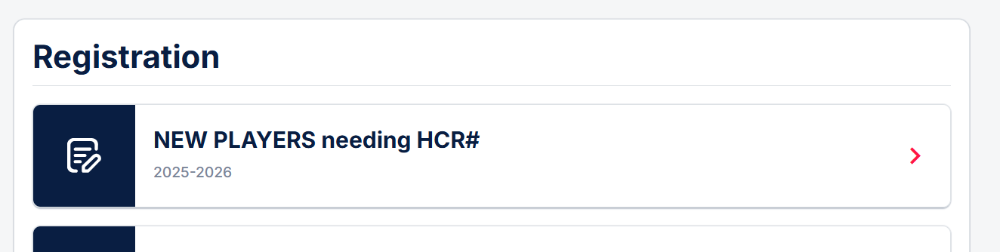 Registration
NEW PLAYERS needing HCR#
2025-2026